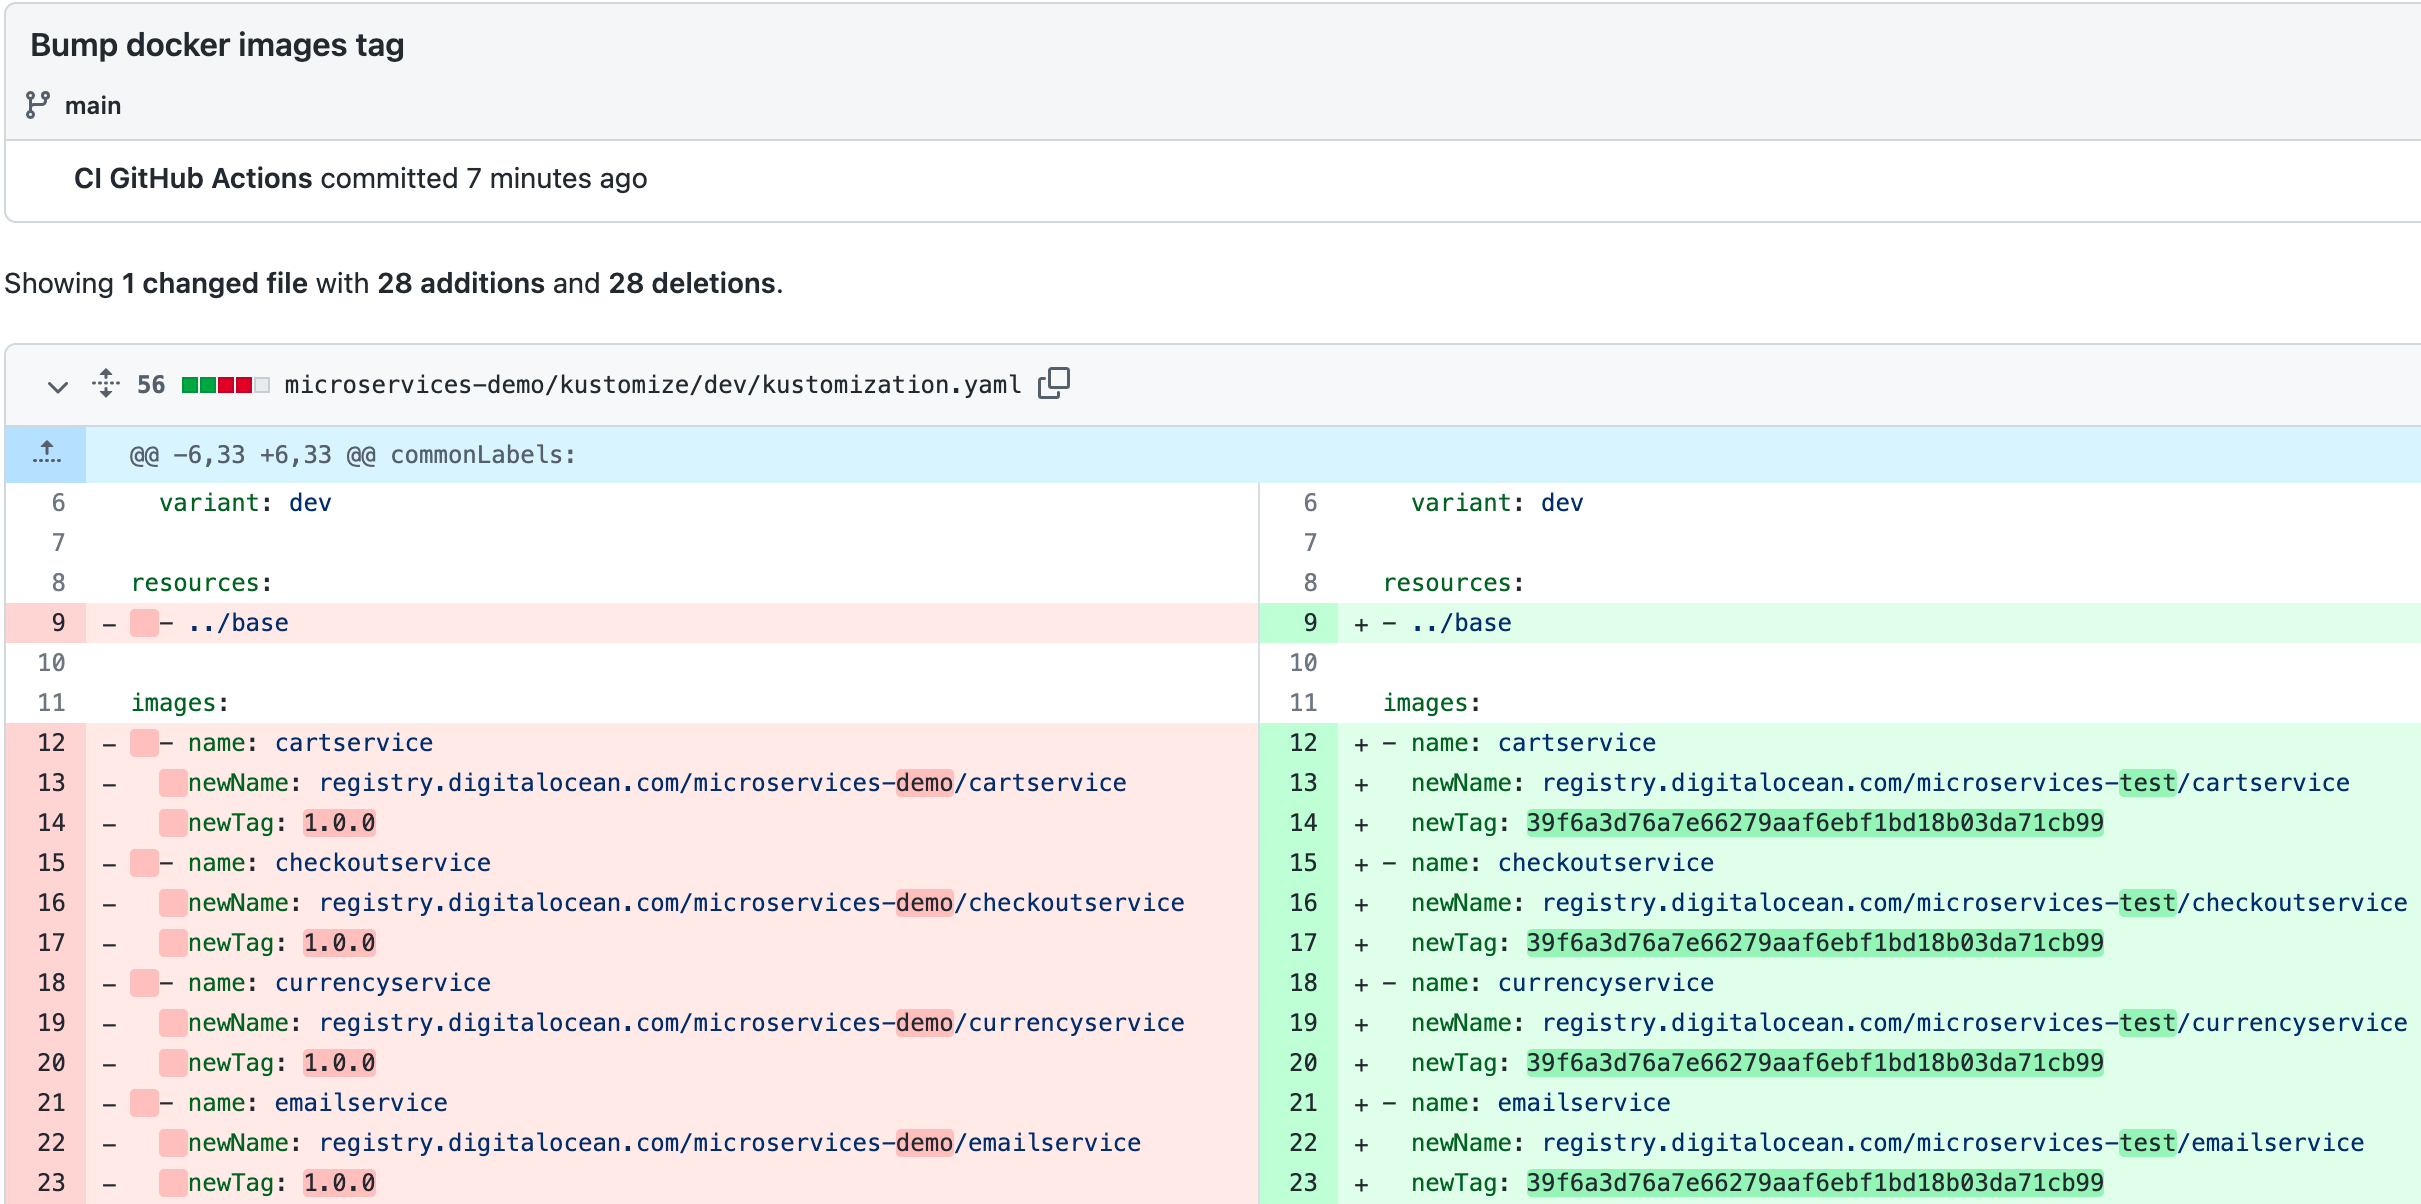 Bump docker images tag
main
CI GitHub Actions committed 7 minutes ago
Showing 1 changed file with 28 additions and 28 deletions.
56 microservices-demo/kustomize/dev/kustomization.yaml
@@ -6,33 +6,33 @@ commonLabels:
6 variant: dev
7
8 resources:
9 - - ../base
10
11 images:
12 - - name: cartservice
13 - newName: registry.digitalocean.com/microservices-demo/cartservice
14 - newTag: 1.0.0
15 - - name: checkoutservice
16 - newName: registry.digitalocean.com/microservices-demo/checkoutservice
17 - newTag: 1.0.0
18 - - name: currencyservice
19 - newName: registry.digitalocean.com/microservices-demo/currencyservice
20 - newTag: 1.0.0
21 - - name: emailservice
22 - newName: registry.digitalocean.com/microservices-demo/emailservice
23 - newTag: 1.0.0
6 variant: dev
7
8 resources:
9 + - ../base
10
11 images:
12 + - name: cartservice
13 + newName: registry.digitalocean.com/microservices-test/cartservice
14 + newTag: 39f6a3d76a7e66279aaf6ebf1bd18b03da71cb99
15 + - name: checkoutservice
16 + newName: registry.digitalocean.com/microservices-test/checkoutservice
17 + newTag: 39f6a3d76a7e66279aaf6ebf1bd18b03da71cb99
18 + - name: currencyservice
19 + newName: registry.digitalocean.com/microservices-test/currencyservice
20 + newTag: 39f6a3d76a7e66279aaf6ebf1bd18b03da71cb99
21 + - name: emailservice
22 + newName: registry.digitalocean.com/microservices-test/emailservice
23 + newTag: 39f6a3d76a7e66279aaf6ebf1bd18b03da71cb99